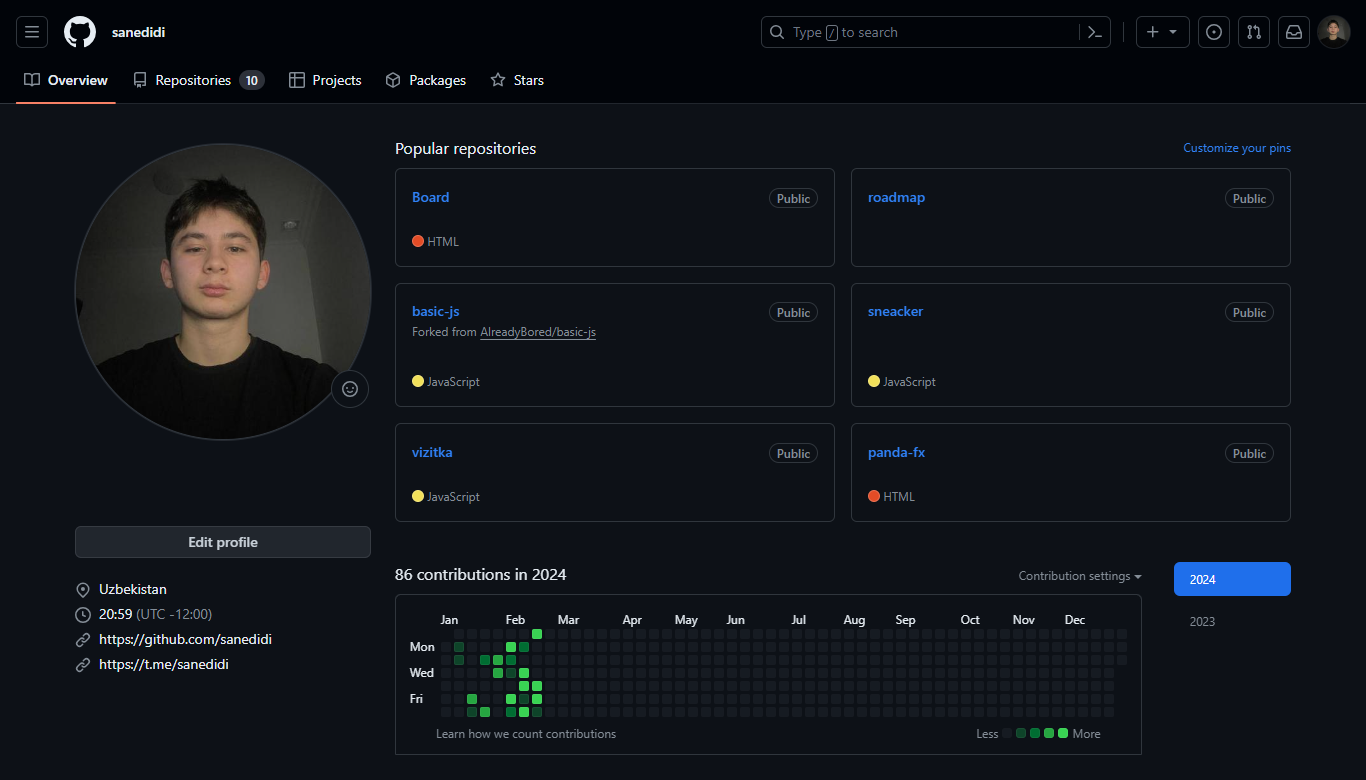 sanedidi
Type / to search
Overview
Repositories 10
Projects
Packages
Stars
Popular repositories
Customize your pins
Board
Public
HTML
roadmap
Public
basic-js
Public
Forked from AlreadyBored/basic-js
JavaScript
sneacker
Public
JavaScript
vizitka
Public
JavaScript
panda-fx
Public
HTML
Edit profile
Uzbekistan
20:59 (UTC -12:00)
https://github.com/sanedidi
https://t.me/sanedidi
86 contributions in 2024
Contribution settings
2024
2023
Jan Feb Mar Apr May Jun Jul Aug Sep Oct Nov Dec
Mon
Wed
Fri
Learn how we count contributions
Less
More